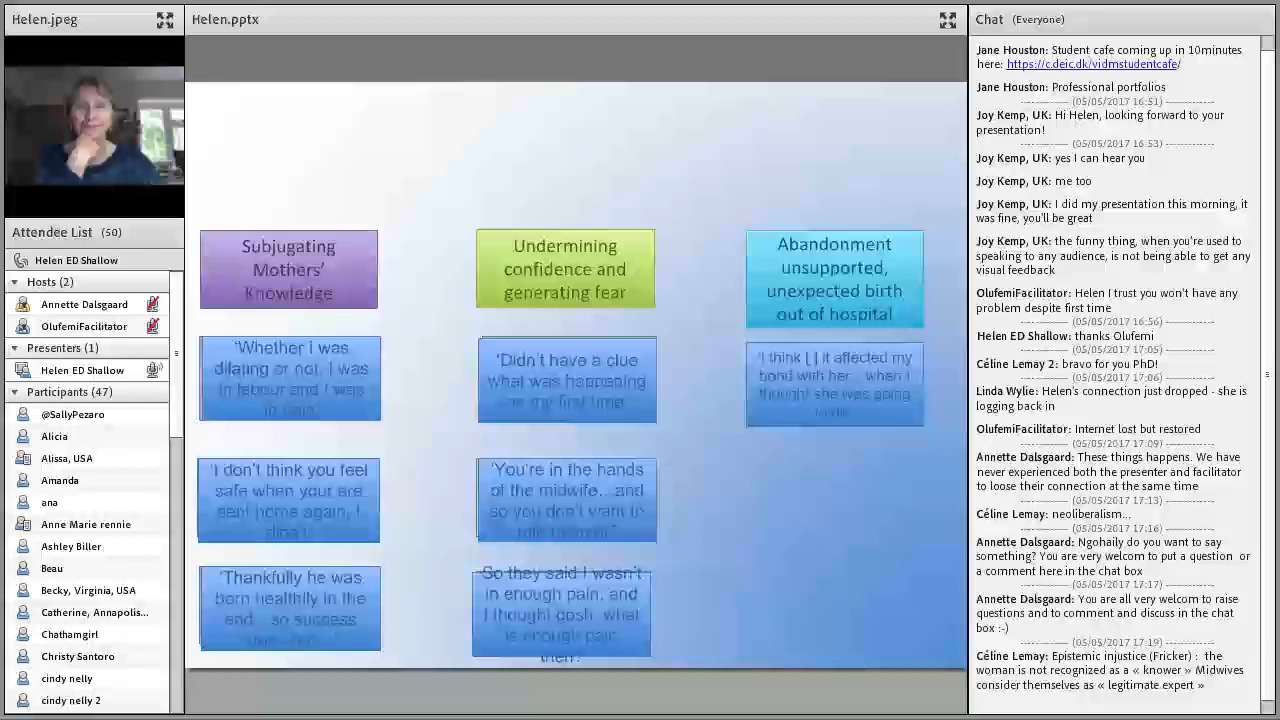 Helen.jpeg
Attendee List (50)
Helen ED Shallow
Hosts (2)
Annette Dalsgaard
OlufemiFacilitator
Presenters (1)
Helen ED Shallow
Participants (47)
@SallyPezaro
Alicia
Alissa, USA
Amanda
ana
Anne Marie rennie
Ashley Biller
Beau
Becky, Virginia, USA
Catherine, Annapolis...
Chathamgirl
Christy Santoro
cindy nelly
cindy nelly 2
Helen.pptx
Subjugating
Mothers'
Knowledge
'Whether I was
dilating or not, I was
in labour and I was
in
'I don't think you feel
safe when your are
sent home again, I
'Thankfully he was
born healthily in the
end... so success
Undermining
confidence and
generating fear
'Didn't have a clue
what was happening
my first time
'You're in the hands
of the midwife... and
so you don't want to
So they said I wasn't
in enough pain, and
I thought gosh, what
is enough pain
then?
Abandonment
unsupported,
unexpected birth
out of hospital
'I think [ ] it affected my
bond with her... when I
thought she was going
Chat (Everyone)
Jane Houston: Student cafe coming up in 10minutes
here: https://c.deic.dk/vidmstudentcafe/
Jane Houston: Professional portfolios
(05/05/2017 16:51)
Joy Kemp, UK: Hi Helen, looking forward to your
presentation!
(05/05/2017 16:53)
Joy Kemp, UK: yes I can hear you
Joy Kemp, UK: me too
Joy Kemp, UK: I did my presentation this morning, it
was fine, you'll be great
Joy Kemp, UK: the funny thing, when you're used to
speaking to any audience, is not being able to get any
visual feedback
OlufemiFacilitator: Helen I trust you won't have any
problem despite first time
(05/05/2017 16:56)
Helen ED Shallow: thanks Olufemi
(05/05/2017 17:05)
Céline Lemay 2: bravo for you PhD!
(05/05/2017 17:06)
Linda Wylie: Helen's connection just dropped - she is
logging back in
OlufemiFacilitator: Internet lost but restored
(05/05/2017 17:09)
Annette Dalsgaard: These things happens. We have
never experienced both the presenter and facilitator
to loose their connection at the same time
(05/05/2017 17:13)
Céline Lemay: neoliberalism...
(05/05/2017 17:16)
Annette Dalsgaard: Ngohaily do you want to say
something? You are very welcom to put a question or
a comment here in the chat box
(05/05/2017 17:17)
Annette Dalsgaard: You are all very welcom to raise
questions and to comment and discuss in the chat
box :-)
(05/05/2017 17:19)
Céline Lemay: Epistemic injustice (Fricker) : the
woman is not recognized as a « knower » Midwives
consider themselves as « legitimate expert »